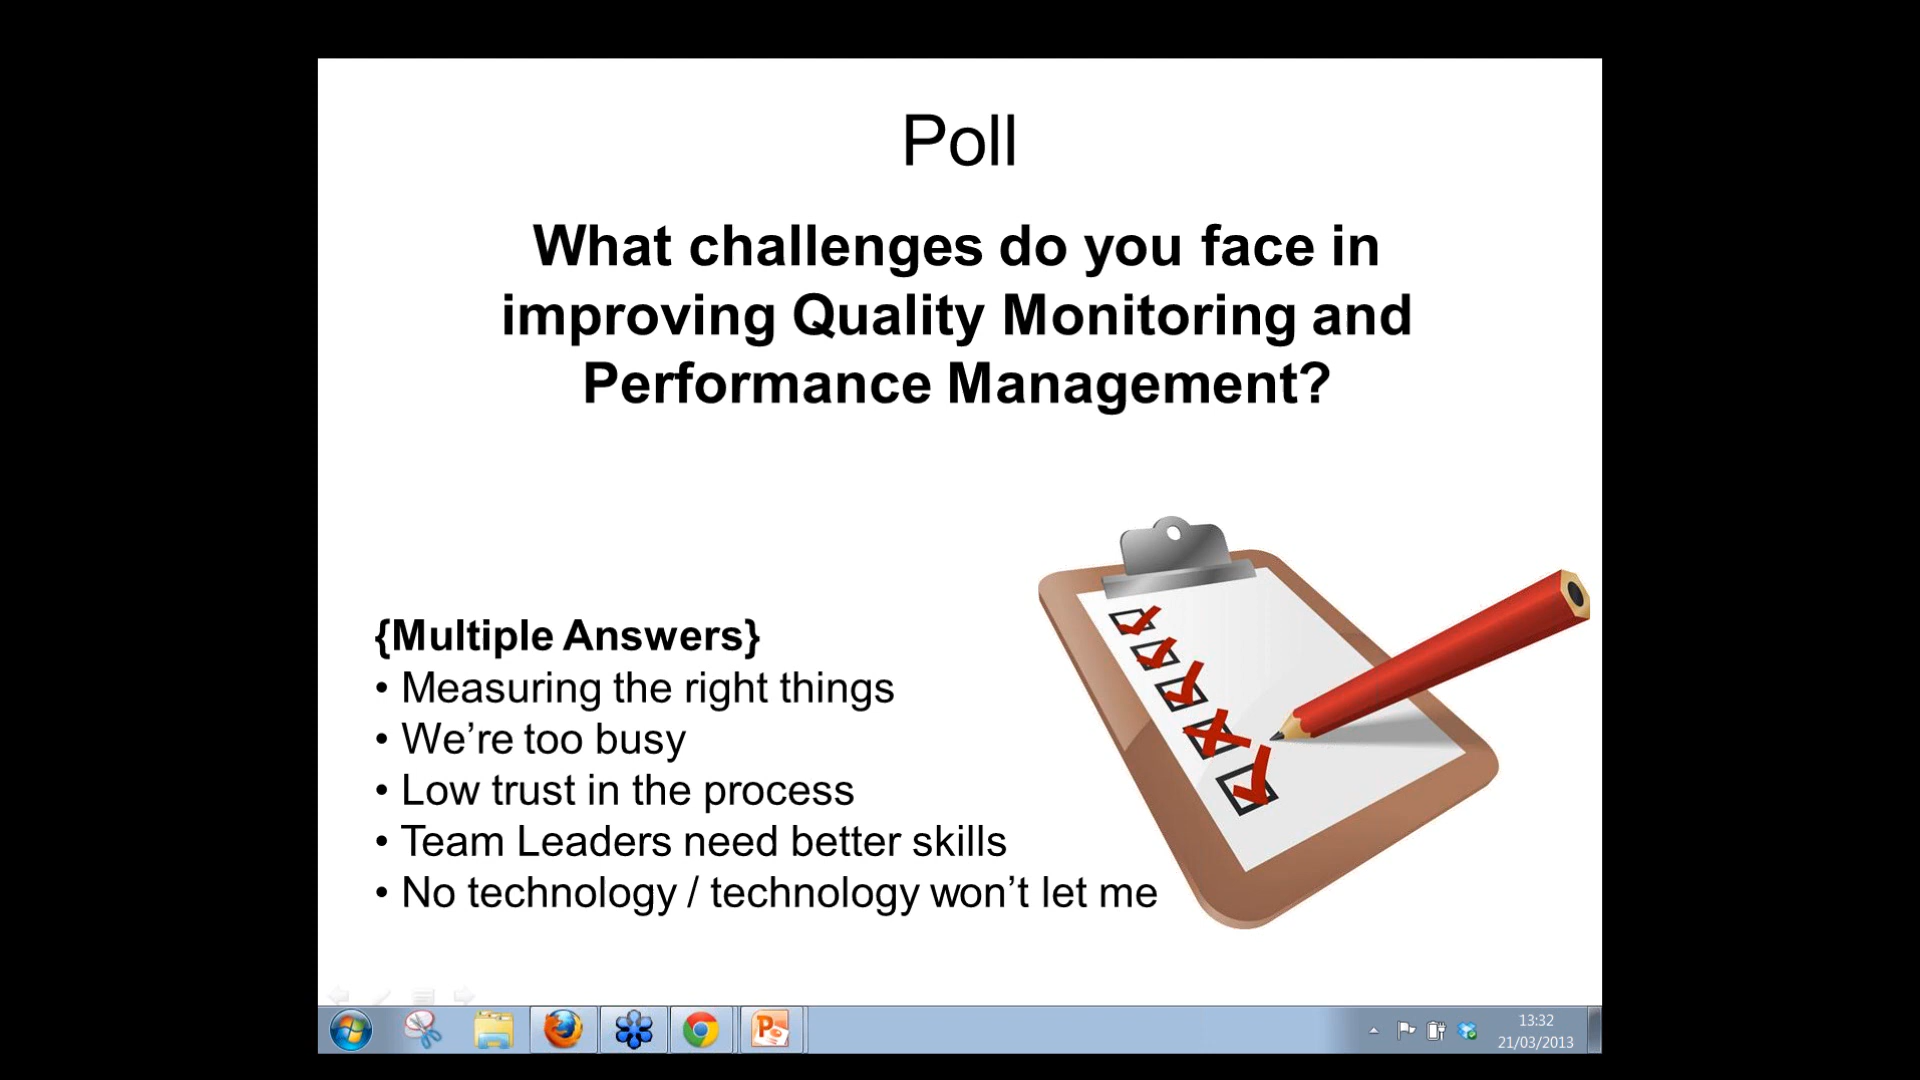 Poll
What challenges do you face in
improving Quality Monitoring and
Performance Management?
{Multiple Answers}
• Measuring the right things
• We’re too busy
• Low trust in the process
• Team Leaders need better skills
• No technology / technology won’t let me
13:32
21/03/2013